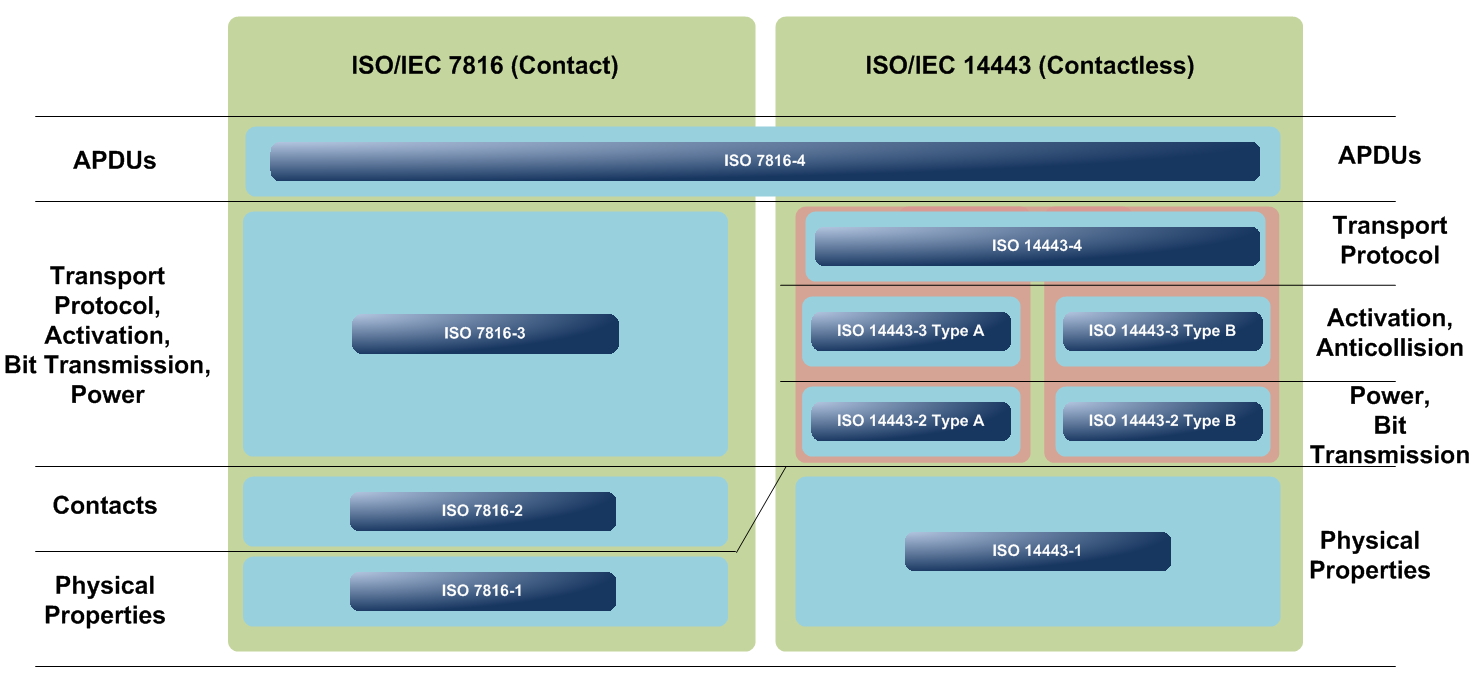 ISO/IEC 7816 (Contact)
ISO/IEC 14443 (Contactless)
APDUs
ISO 7816-4
APDUs
Transport
Protocol,
Activation,
Bit Transmission,
Power
ISO 7816-3
ISO 14443-4
Transport
Protocol
ISO 14443-3 Type A
ISO 14443-3 Type B
Activation,
Anticollision
ISO 14443-2 Type A
ISO 14443-2 Type B
Power,
Bit
Transmission
Contacts
ISO 7816-2
Physical
Properties
ISO 7816-1
ISO 14443-1
Physical
Properties